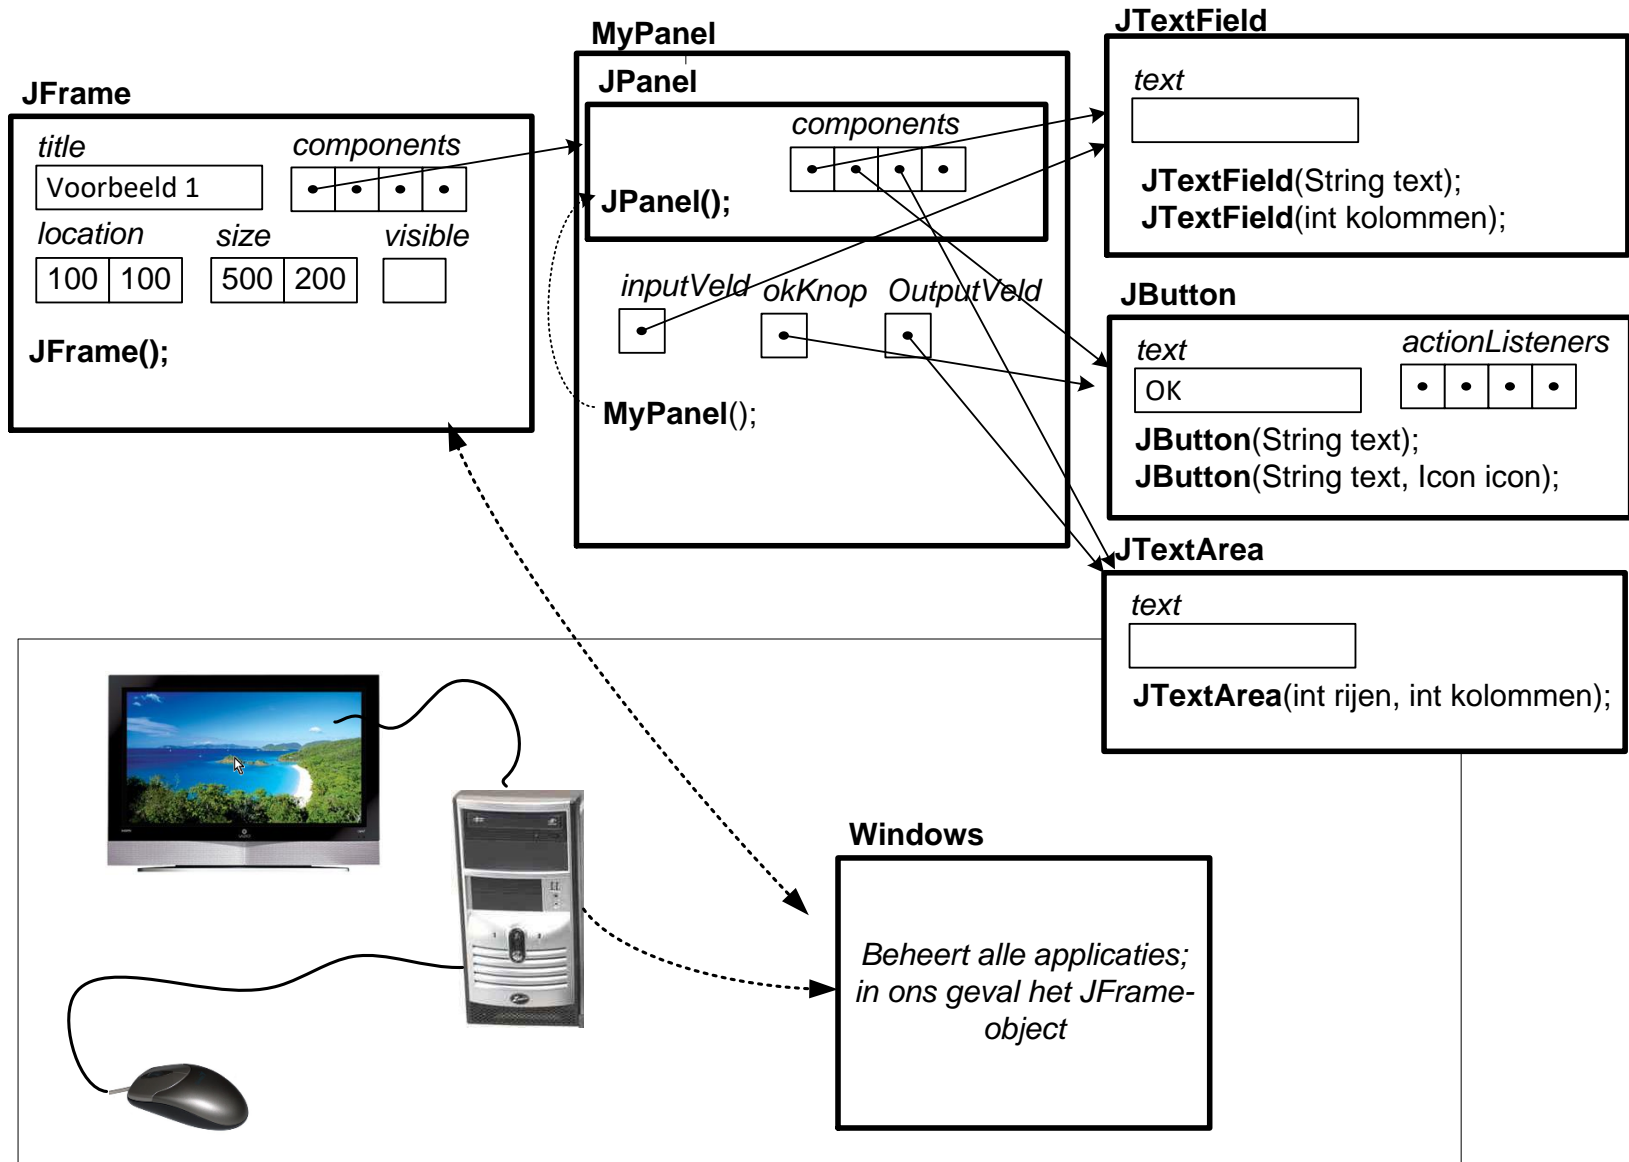 JFrame
title
components
Voorbeeld 1
location
size
visible
100 100
500 200
JFrame();
MyPanel
JPanel
components
JPanel();
inputVeld
okKnop
OutputVeld
MyPanel();
JTextField
text
JTextField(String text);
JTextField(int kolommen);
JButton
text
actionListeners
OK
JButton(String text);
JButton(String text, Icon icon);
JTextArea
text
JTextArea(int rijen, int kolommen);
Windows
Beheert alle applicaties;
in ons geval het JFrame-
object